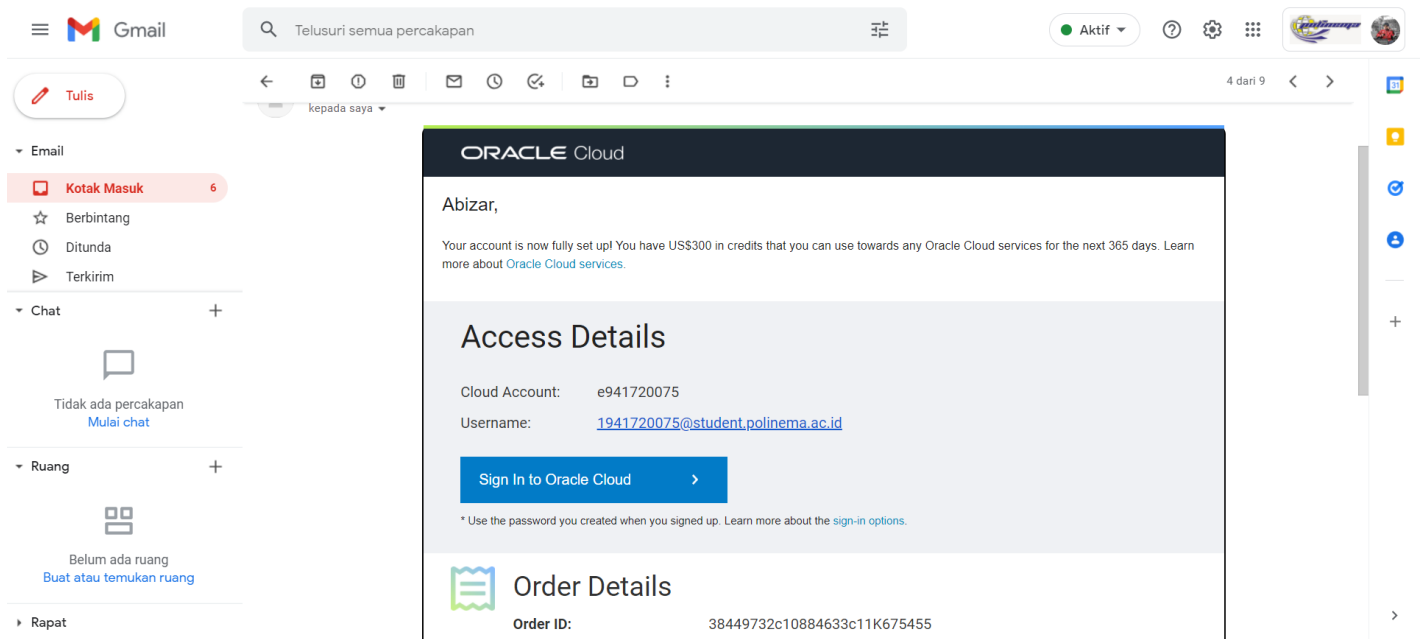 Gmail
Telusuri semua percakapan
Aktif
polinema
Tulis
4 dari 9
kepada saya
Email
Kotak Masuk 6
Berbintang
Ditunda
Terkirim
Chat
Tidak ada percakapan
Mulai chat
Ruang
Belum ada ruang
Buat atau temukan ruang
Rapat
ORACLE Cloud
Abizar,
Your account is now fully set up! You have US$300 in credits that you can use towards any Oracle Cloud services for the next 365 days. Learn
more about Oracle Cloud services.
Access Details
Cloud Account: e941720075
Username: 1941720075@student.polinema.ac.id
Sign In to Oracle Cloud
* Use the password you created when you signed up. Learn more about the sign-in options.
Order Details
Order ID: 38449732c10884633c11K675455
31